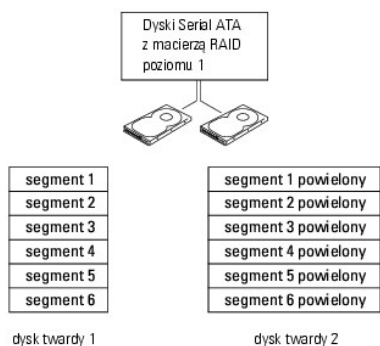 Dyski Serial ATA
z macierzą RAID
poziomu 1
segment 1
segment 2
segment 3
segment 4
segment 5
segment 6
dysk twardy 1
segment 1 powielony
segment 2 powielony
segment 3 powielony
segment 4 powielony
segment 5 powielony
segment 6 powielony
dysk twardy 2